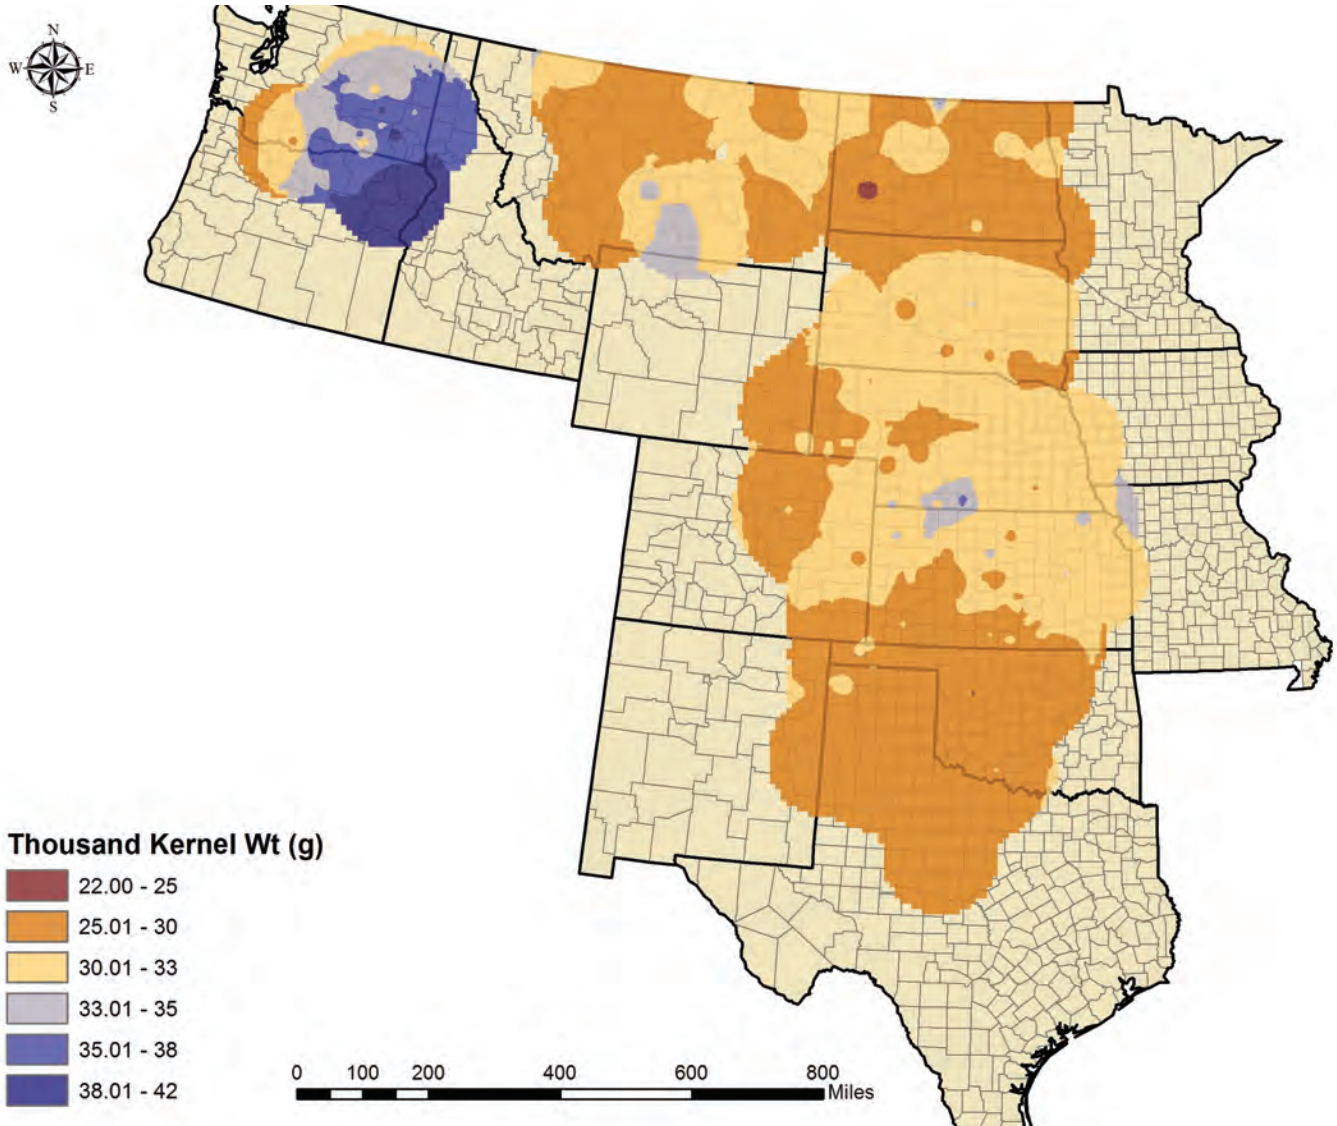 N
W E
S
Thousand Kernel Wt (g)
22.00 - 25
25.01 - 30
30.01 - 33
33.01 - 35
35.01 - 38
38.01 - 42
0 100 200 400 600 800
Miles